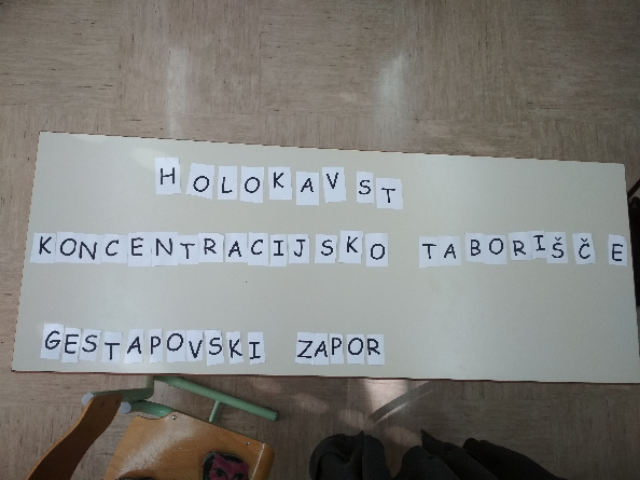 HOLOKAVST
KONCENTRACIJSKO TABORIŠČE
GESTAPOVSKI ZAPOR